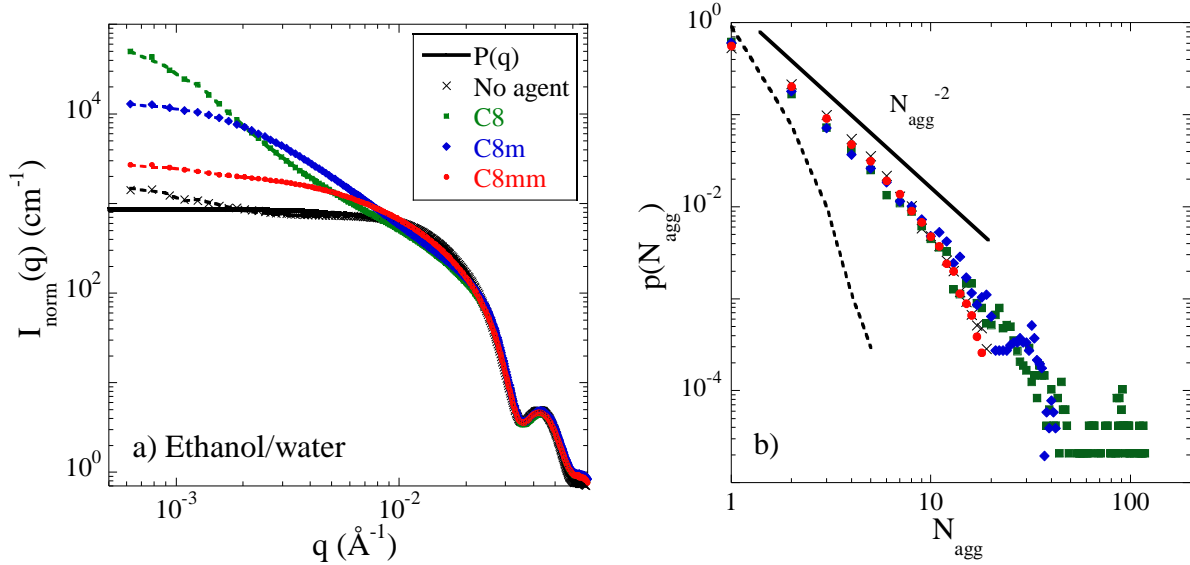 P(q)
No agent
C8
C8m
C8mm
10^4
10^2
10^0
I_norm(q) (cm^-1)
a) Ethanol/water
10^-3
10^-2
q (Å^-1)
10^0
10^-2
10^-4
p(N_agg)
N_agg^-2
b)
1
10
100
N_agg